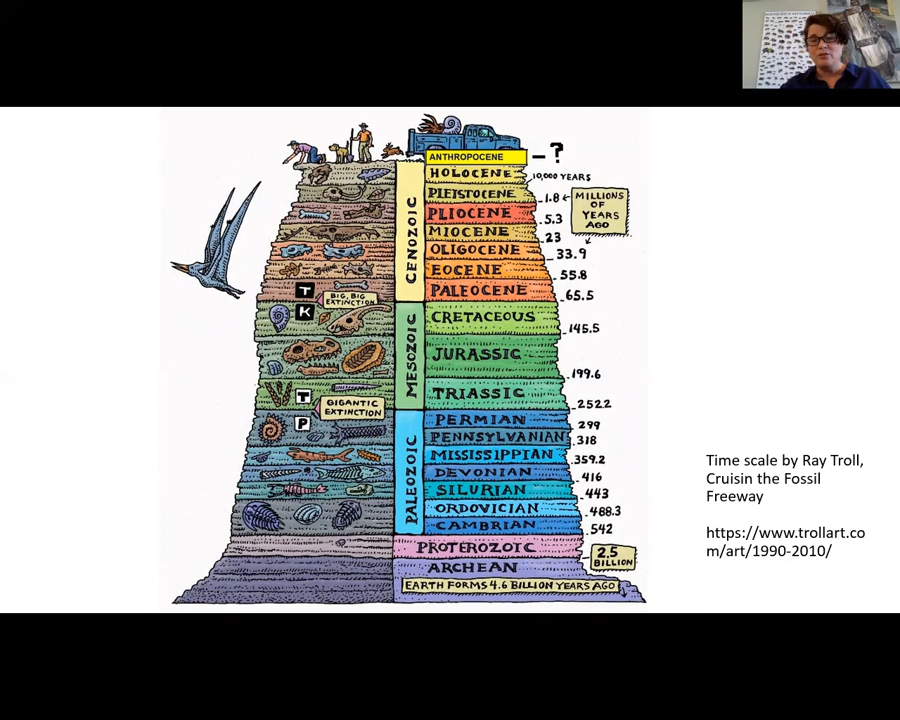 ANTHROPOCENE
– ?
HOLOCENE
10,000 YEARS
PLEISTOCENE
1.8
MILLIONS
OF
YEARS
AGO
PLIOCENE
5.3
MIOCENE
23
OLIGOCENE
33.9
EOCENE
55.8
PALEOCENE
65.5
CENOZOIC
T
BIG, BIG
EXTINCTION
K
CRETACEOUS
145.5
JURASSIC
199.6
TRIASSIC
252.2
MESOZOIC
T
GIGANTIC
EXTINCTION
P
PERMIAN
299
PENNSYLVANIAN
318
MISSISSIPPIAN
359.2
DEVONIAN
416
SILURIAN
443
ORDOVICIAN
488.3
CAMBRIAN
542
PALEOZOIC
PROTEROZOIC
2.5
BILLION
ARCHEAN
EARTH FORMS 4.6 BILLION YEARS AGO
Time scale by Ray Troll,
Cruisin the Fossil
Freeway
https://www.trollart.co
m/art/1990-2010/